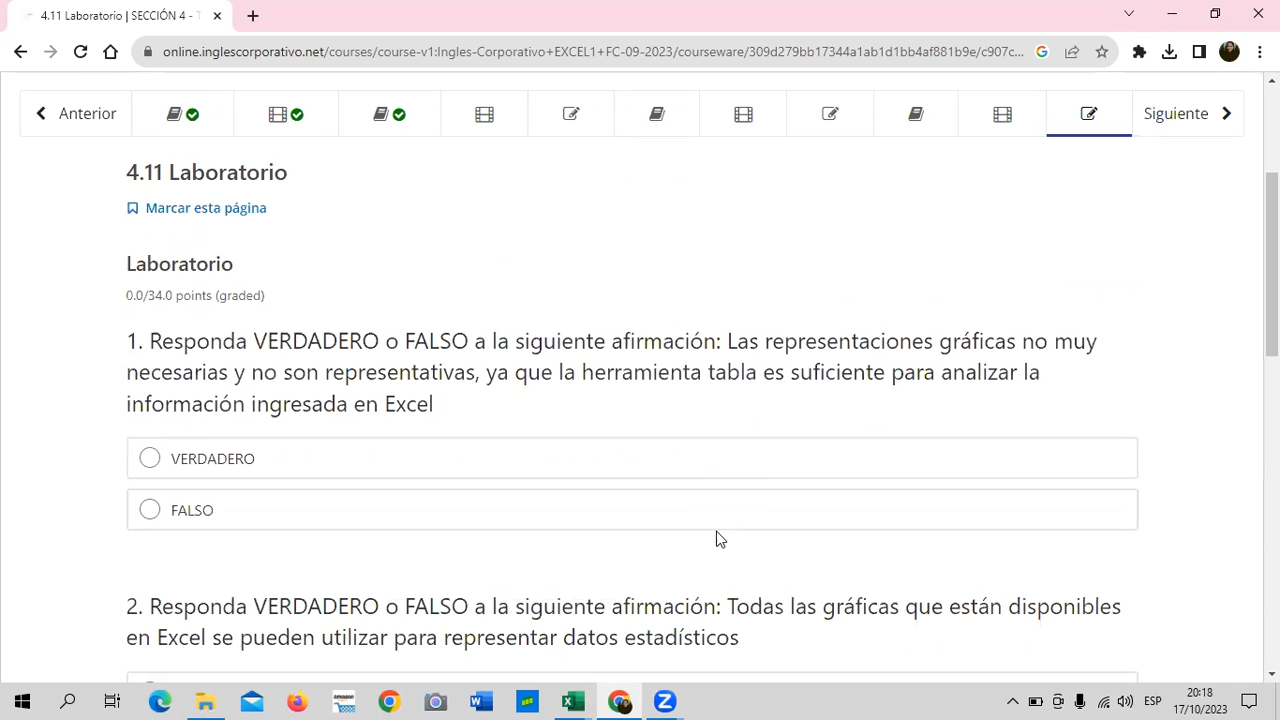 4.11 Laboratorio | SECCIÓN 4 - T
online.inglescorporativo.net/courses/course-v1:Ingles-Corporativo+EXCEL1+FC-09-2023/courseware/309d279bb17344a1ab1d1bb4af881b9e/c907c...
Anterior
Siguiente
4.11 Laboratorio
Marcar esta página
Laboratorio
0.0/34.0 points (graded)
1. Responda VERDADERO o FALSO a la siguiente afirmación: Las representaciones gráficas no muy
necesarias y no son representativas, ya que la herramienta tabla es suficiente para analizar la
información ingresada en Excel
VERDADERO
FALSO
2. Responda VERDADERO o FALSO a la siguiente afirmación: Todas las gráficas que están disponibles
en Excel se pueden utilizar para representar datos estadísticos
ESP
20:18
17/10/2023